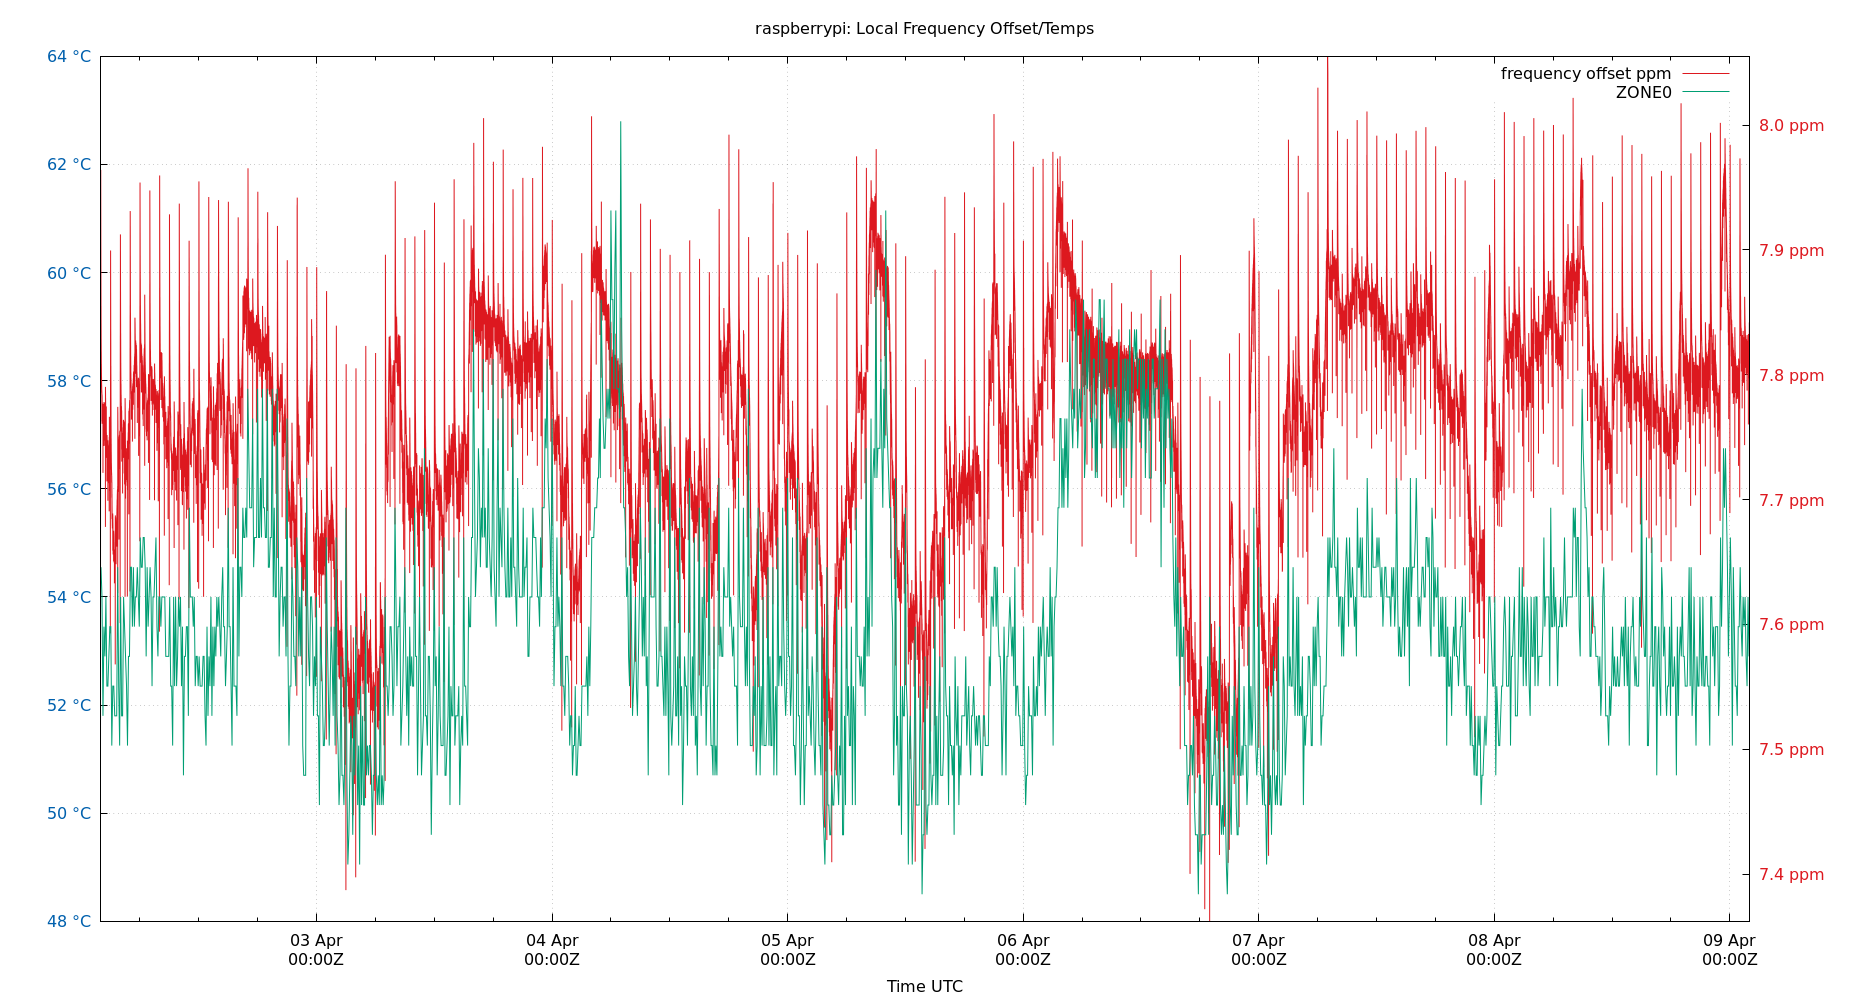 raspberrypi: Local Frequency Offset/Temps
64 °C
62 °C
60 °C
58 °C
56 °C
54 °C
52 °C
50 °C
48 °C
frequency offset ppm
ZONE0
8.0 ppm
7.9 ppm
7.8 ppm
7.7 ppm
7.6 ppm
7.5 ppm
7.4 ppm
03 Apr
00:00Z
04 Apr
00:00Z
05 Apr
00:00Z
06 Apr
00:00Z
07 Apr
00:00Z
08 Apr
00:00Z
09 Apr
00:00Z
Time UTC